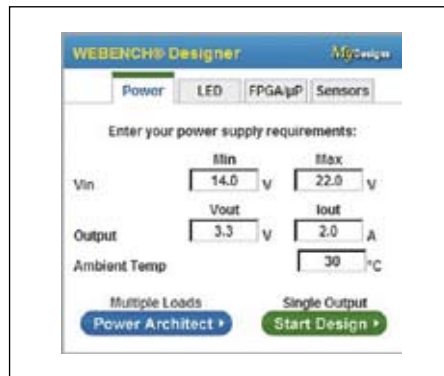 WEBENCH® Designer MyDesigns
Power LED FPGA/µP Sensors
Enter your power supply requirements:
Min Max
Vin 14.0 V 22.0 V
Vout Iout
Output 3.3 V 2.0 A
Ambient Temp 30 °C
Multiple Loads Single Output
Power Architect Start Design